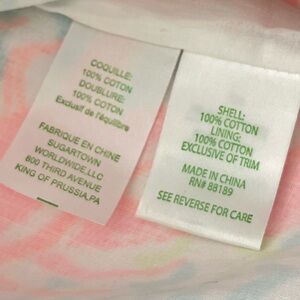 COQUILLE:
100% COTON
DOUBLURE:
100% COTON
Exclusif de l'équilibre
FABRIQUE EN CHINE
SUGARTOWN
WORLDWIDE,LLC
800 THIRD AVENUE
KING OF PRUSSIA,PA
SHELL:
100% COTTON
LINING:
100% COTTON
EXCLUSIVE OF TRIM
MADE IN CHINA
RN# 88189
SEE REVERSE FOR CARE